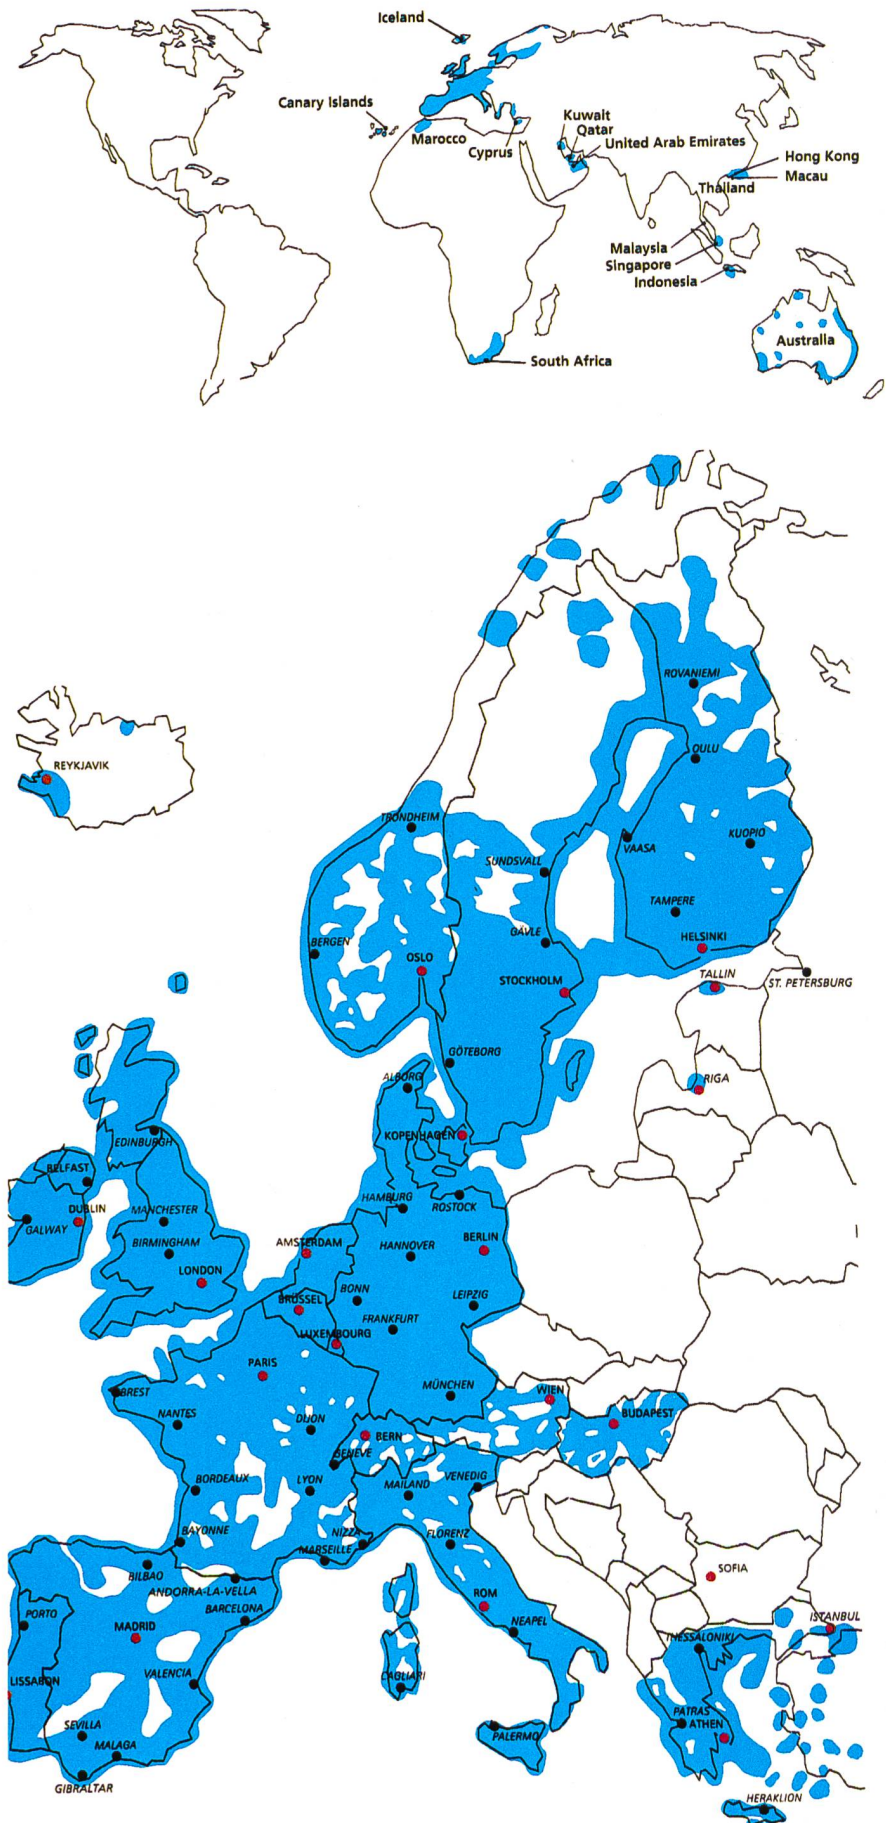 Iceland
Canary Islands
Marocco
Cyprus
Kuwait
Qatar
United Arab Emirates
Hong Kong
Macau
Thailand
Malaysia
Singapore
Indonesia
Australia
South Africa
ROVANIEMI
REYKJAVIK
OULU
TRONDHEIM
VAASA
KUOPIO
SUNDSVALL
TAMPERE
GÄVLE
HELSINKI
BERGEN
OSLO
STOCKHOLM
TALLIN
ST. PETERSBURG
GÖTEBORG
ALBORG
RIGA
KOPENHAGEN
EDINBURGH
BELFAST
HAMBURG
ROSTOCK
DUBLIN
GALWAY
MANCHESTER
BIRMINGHAM
AMSTERDAM
HANNOVER
BERLIN
LONDON
BONN
BRÜSSEL
LEIPZIG
FRANKFURT
LUXEMBOURG
PARIS
BREST
MÜNCHEN
WIEN
NANTES
DIJON
BUDAPEST
BERN
GENEVE
BORDEAUX
LYON
MAILAND
VENEDIG
BAYONNE
NIZZA
FLORENZ
MARSEILLE
BILBAO
ANDORRA-LA-VELLA
SOFIA
ROM
PORTO
BARCELONA
MADRID
NEAPEL
ISTANBUL
THESSALONIKI
LISSABON
VALENCIA
CAGLIARI
SEVILLA
PATRAS
ATHEN
MALAGA
PALERMO
GIBRALTAR
HERAKLION